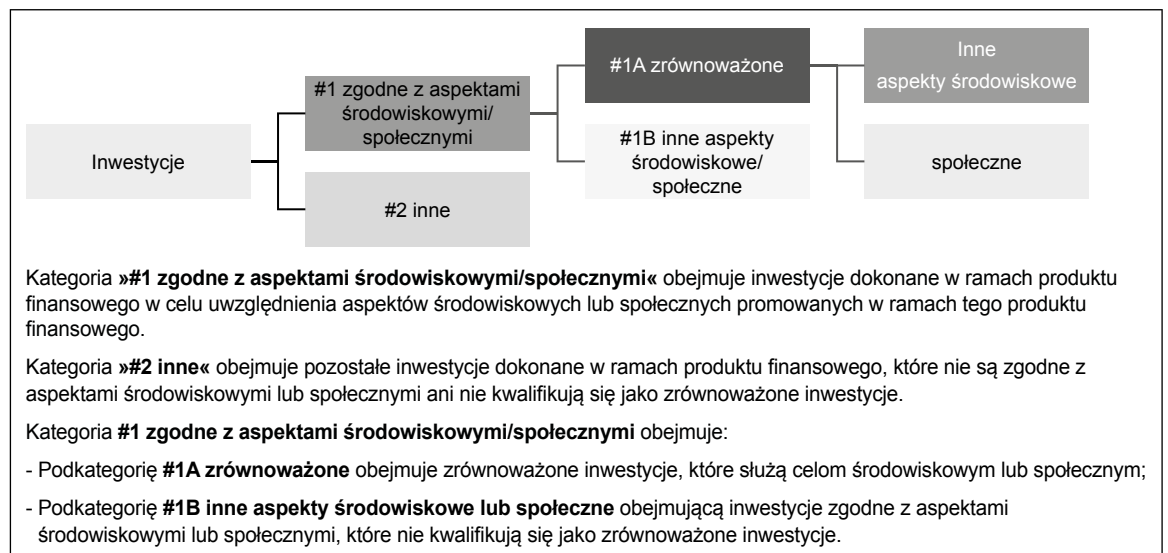 Inwestycje
#1 zgodne z aspektami
środowiskowymi/
społecznymi
#2 inne
#1A zrównoważone
#1B inne aspekty
środowiskowe/
społeczne
Inne
aspekty środowiskowe
społeczne
Kategoria »#1 zgodne z aspektami środowiskowymi/społecznymi« obejmuje inwestycje dokonane w ramach produktu
finansowego w celu uwzględnienia aspektów środowiskowych lub społecznych promowanych w ramach tego produktu
finansowego.
Kategoria »#2 inne« obejmuje pozostałe inwestycje dokonane w ramach produktu finansowego, które nie są zgodne z
aspektami środowiskowymi lub społecznymi ani nie kwalifikują się jako zrównoważone inwestycje.
Kategoria #1 zgodne z aspektami środowiskowymi/społecznymi obejmuje:
- Podkategorię #1A zrównoważone obejmuje zrównoważone inwestycje, które służą celom środowiskowym lub społecznym;
- Podkategorię #1B inne aspekty środowiskowe lub społeczne obejmującą inwestycje zgodne z aspektami
środowiskowymi lub społecznymi, które nie kwalifikują się jako zrównoważone inwestycje.